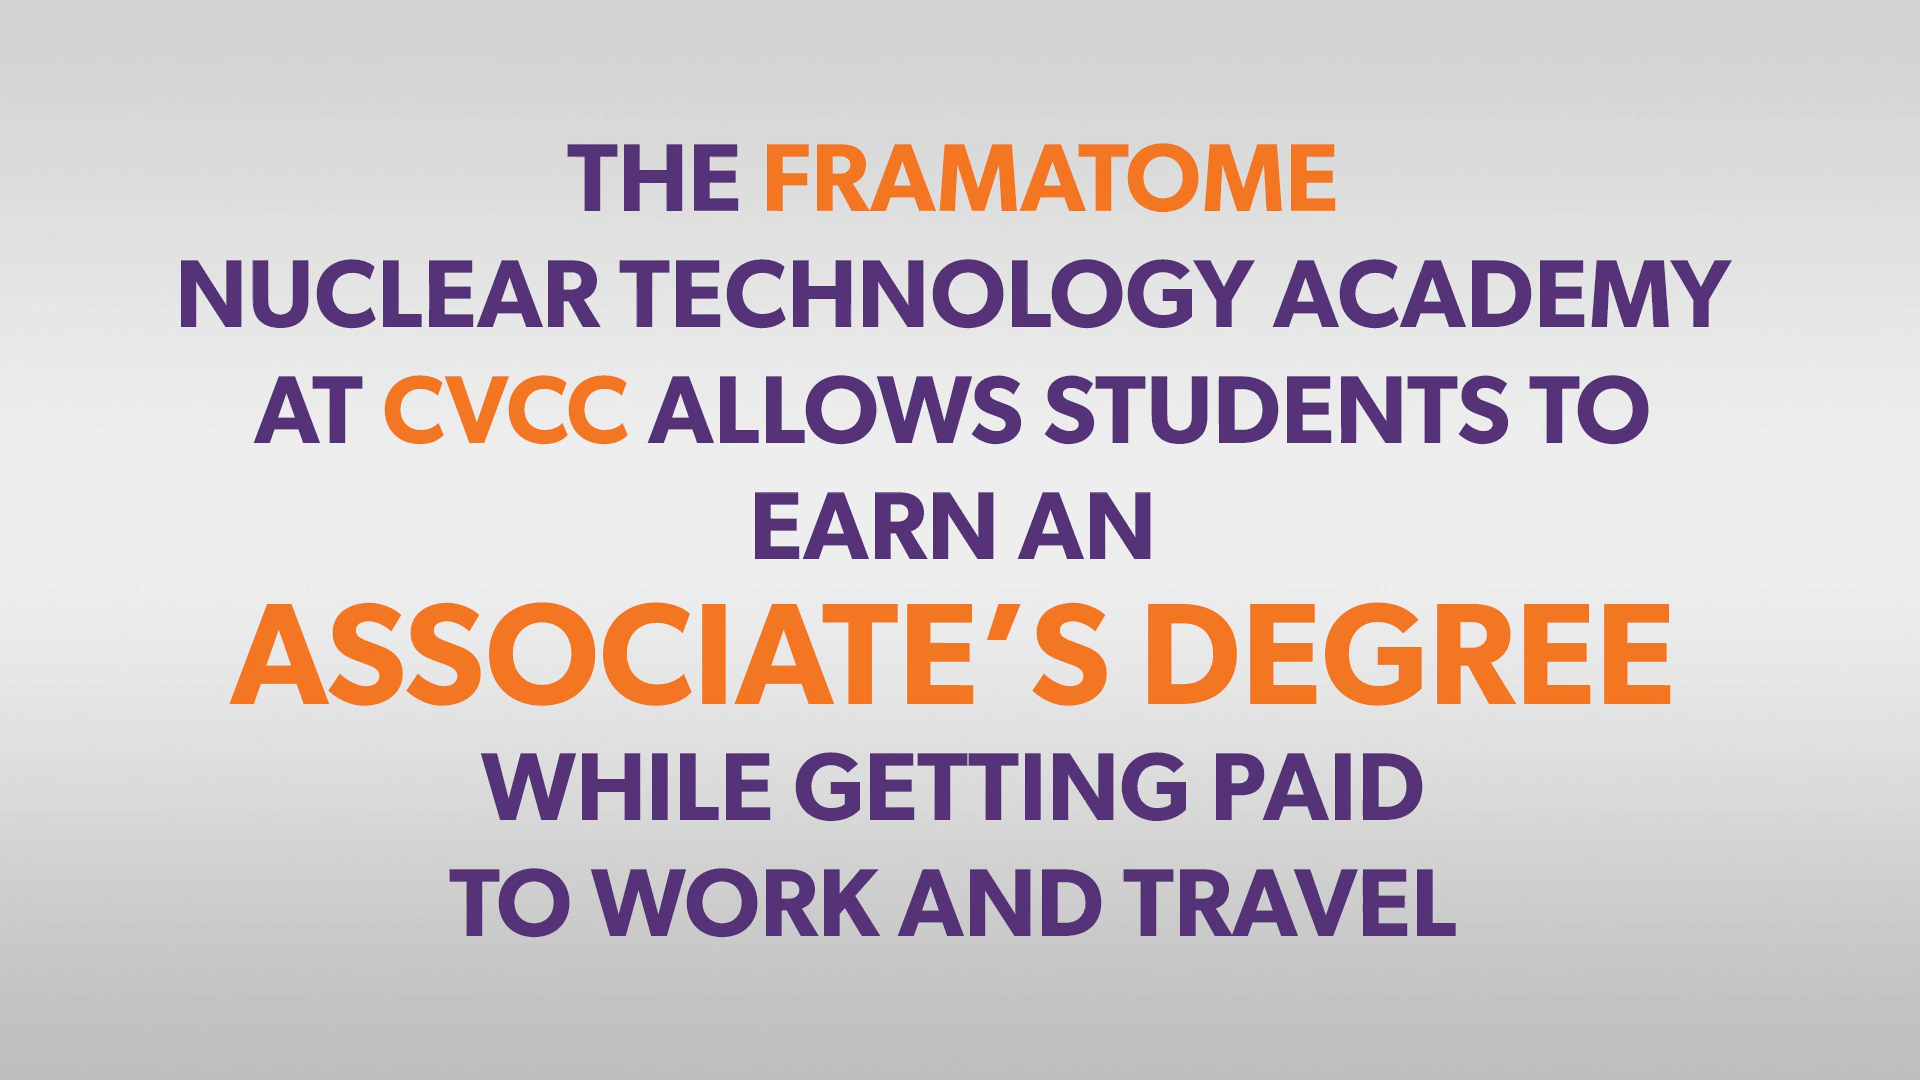 THE FRAMATOME
NUCLEAR TECHNOLOGY ACADEMY
AT CVCC ALLOWS STUDENTS TO
EARN AN
ASSOCIATE’S DEGREE
WHILE GETTING PAID
TO WORK AND TRAVEL